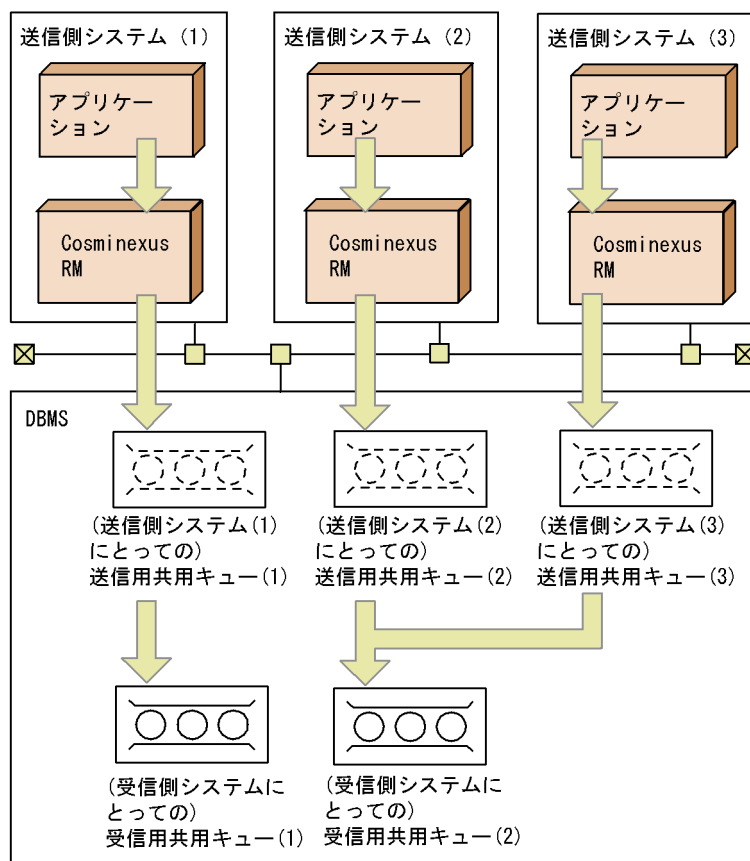 送信側システム (1)
アプリケー
ション
Cosminexus
RM
送信側システム (2)
アプリケー
ション
Cosminexus
RM
送信側システム (3)
アプリケー
ション
Cosminexus
RM
DBMS
(送信側システム(1)
にとっての)
送信用共用キュー(1)
(送信側システム(2)
にとっての)
送信用共用キュー(2)
(送信側システム(3)
にとっての)
送信用共用キュー(3)
(受信側システムに
とっての)
受信用共用キュー(1)
(受信側システムに
とっての)
受信用共用キュー(2)